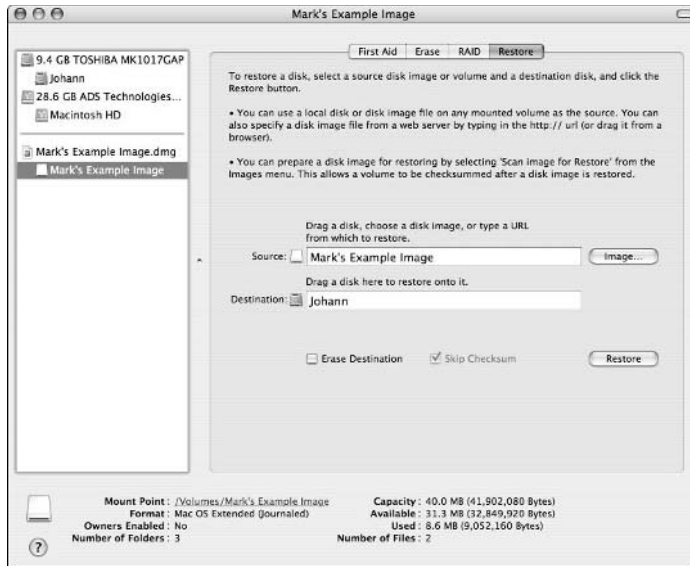 Mark's Example Image
9.4 GB TOSHIBA MK1017GAP
Johann
28.6 GB ADS Technologies...
Macintosh HD
Mark's Example Image.dmg
Mark's Example Image
First Aid Erase RAID Restore
To restore a disk, select a source disk image or volume and a destination disk, and click the
Restore button.
• You can use a local disk or disk image file on any mounted volume as the source. You can
also specify a disk image file from a web server by typing in the http:// url (or drag it from a
browser).
• You can prepare a disk image for restoring by selecting 'Scan image for Restore' from the
Images menu. This allows a volume to be checksummed after a disk image is restored.
Drag a disk, choose a disk image, or type a URL
from which to restore.
Source: Mark's Example Image Image...
Drag a disk here to restore onto it.
Destination: Johann
Erase Destination Skip Checksum Restore
Mount Point : /Volumes/Mark's Example Image
Format : Mac OS Extended (Journaled)
Owners Enabled : No
Number of Folders : 3
Capacity : 40.0 MB (41,902,080 Bytes)
Available : 31.3 MB (32,849,920 Bytes)
Used : 8.6 MB (9,052,160 Bytes)
Number of Files : 2
?